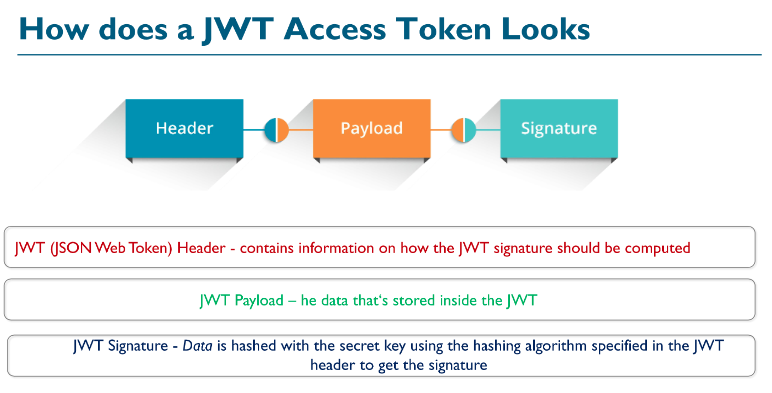 How does a JWT Access Token Looks
Header
Payload
Signature
JWT (JSON Web Token) Header - contains information on how the JWT signature should be computed
JWT Payload – he data that's stored inside the JWT
JWT Signature - Data is hashed with the secret key using the hashing algorithm specified in the JWT
header to get the signature